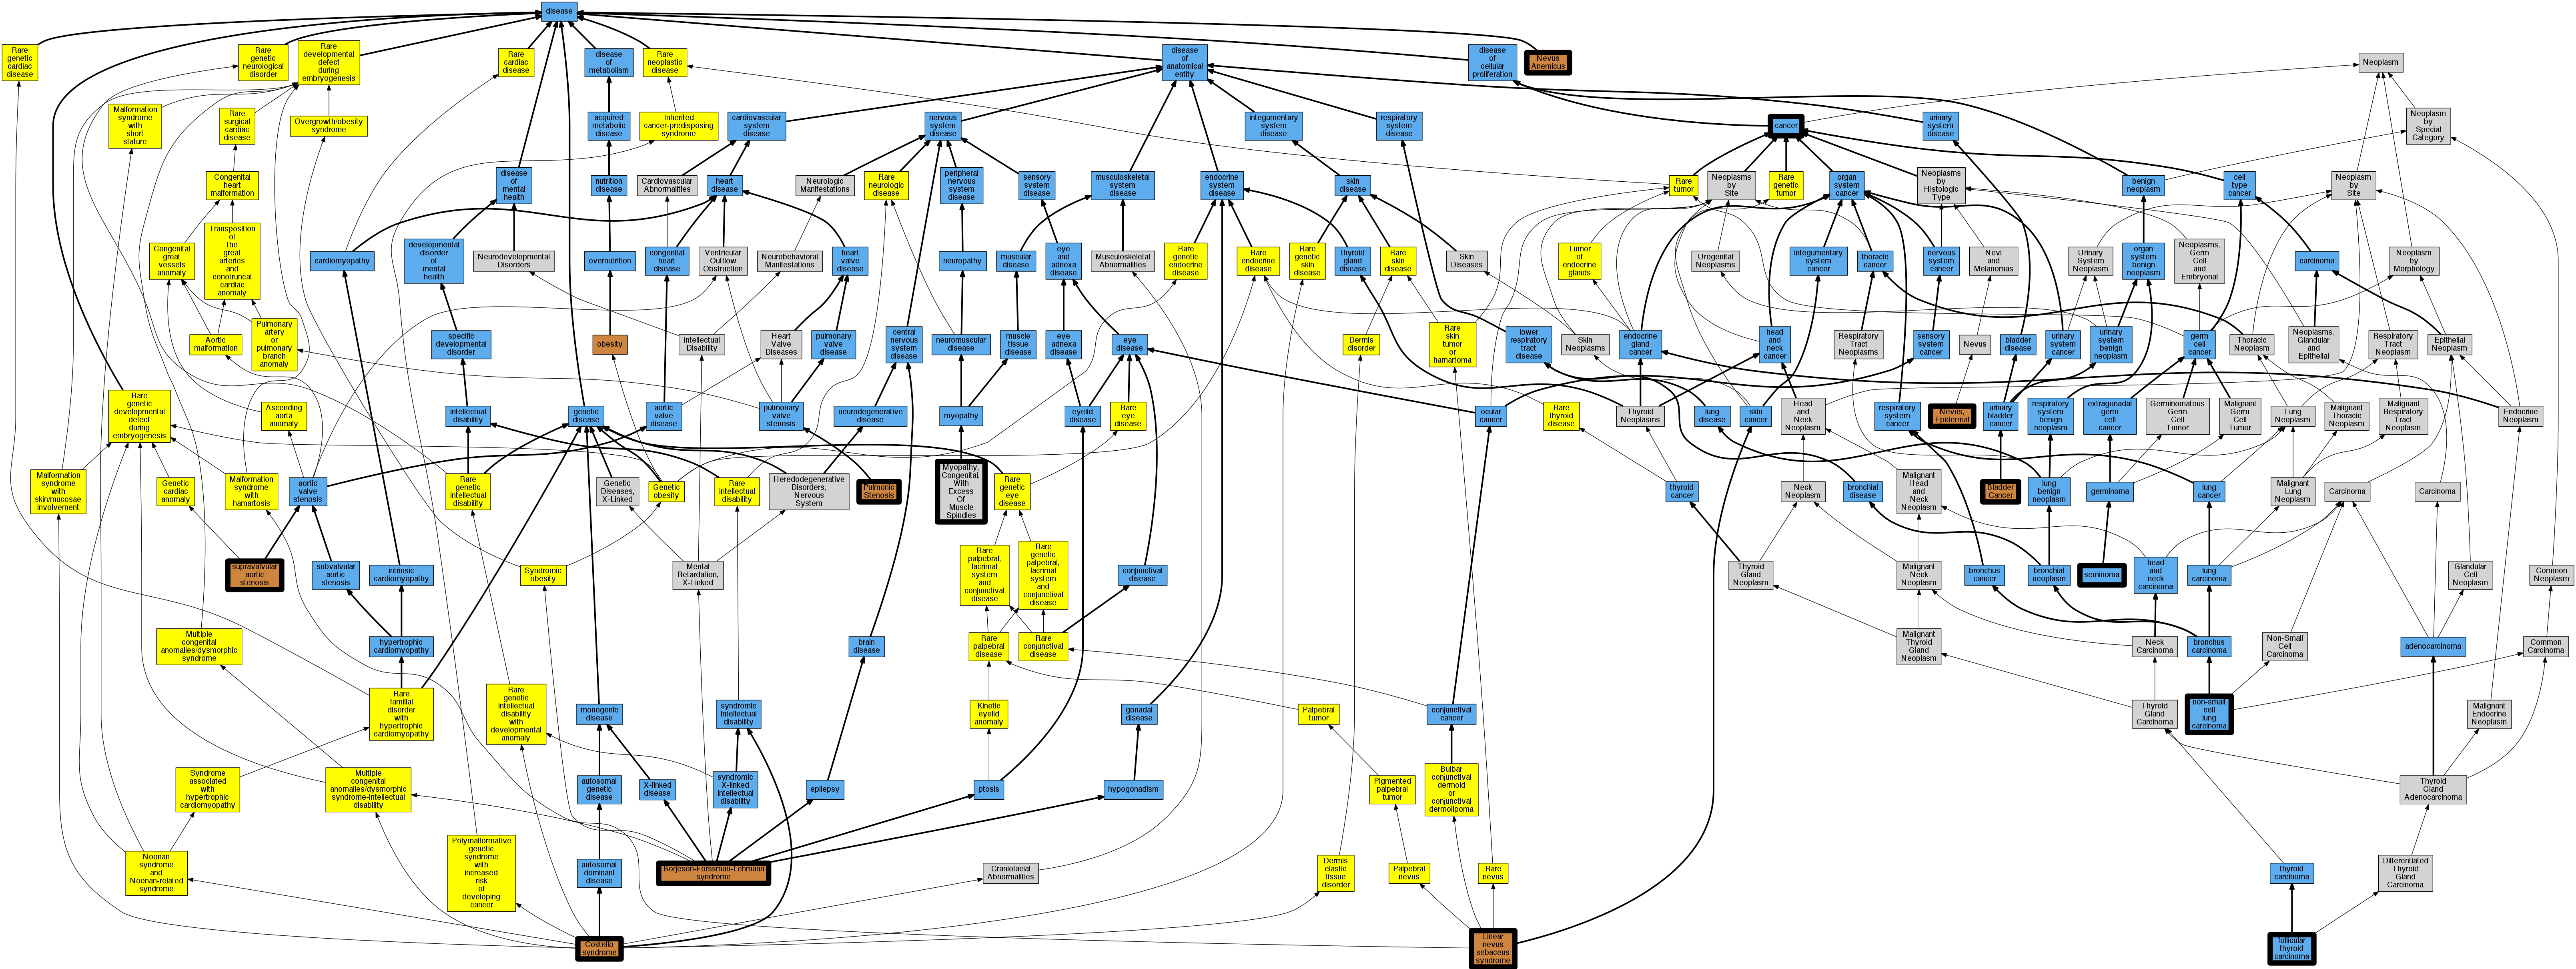 disease
Rare
genetic
cardiac
disease
Rare
genetic
neurological
disorder
Rare
developmental
defect
during
embryogenesis
Rare
cardiac
disease
disease
of
metabolism
Rare
neoplastic
disease
disease
of
anatomical
entity
disease
of
cellular
proliferation
Nevus
Anemicus
Neoplasm
Malformation
syndrome
with
short
stature
Rare
surgical
cardiac
disease
Overgrowth/obesity
syndrome
acquired
metabolic
disease
Inherited
cancer-predisposing
syndrome
cardiovascular
system
disease
nervous
system
disease
integumentary
system
disease
respiratory
system
disease
cancer
urinary
system
disease
Neoplasm
by
Special
Category
Congenital
heart
malformation
disease
of
mental
health
nutrition
disease
Cardiovascular
Abnormalities
heart
disease
Neurologic
Manifestations
Rare
neurologic
disease
peripheral
nervous
system
disease
sensory
system
disease
musculoskeletal
system
disease
endocrine
system
disease
skin
disease
Rare
tumor
Neoplasms
by
Site
Rare
genetic
tumor
organ
system
cancer
Neoplasms
by
Histologic
Type
benign
neoplasm
cell
type
cancer
Neoplasm
by
Site
Congenital
great
vessels
anomaly
Transposition
of
the
great
arteries
and
conotruncal
cardiac
anomaly
cardiomyopathy
developmental
disorder
of
mental
health
Neurodevelopmental
Disorders
overnutrition
congenital
heart
disease
Ventricular
Outflow
Obstruction
Neurobehavioral
Manifestations
heart
valve
disease
neuropathy
muscular
disease
eye
and
adnexa
disease
Musculoskeletal
Abnormalities
Rare
genetic
endocrine
disease
Rare
endocrine
disease
Rare
genetic
skin
disease
thyroid
gland
disease
Rare
skin
disease
Skin
Diseases
Tumor
of
endocrine
glands
Urogenital
Neoplasms
integumentary
system
cancer
thoracic
cancer
nervous
system
cancer
Nevi
and
Melanomas
Urinary
System
Neoplasm
organ
system
benign
neoplasm
Neoplasms,
Germ
Cell
and
Embryonal
carcinoma
Neoplasm
by
Morphology
Aortic
malformation
Pulmonary
artery
or
pulmonary
branch
anomaly
specific
developmental
disorder
obesity
Intellectual
Disability
Heart
Valve
Diseases
pulmonary
valve
disease
central
nervous
system
disease
neuromuscular
disease
muscle
tissue
disease
eye
adnexa
disease
eye
disease
Dermis
disorder
Rare
skin
tumor
or
hamartoma
lower
respiratory
tract
disease
Skin
Neoplasms
endocrine
gland
cancer
head
and
neck
cancer
Respiratory
Tract
Neoplasms
sensory
system
cancer
Nevus
bladder
disease
urinary
system
cancer
urinary
system
benign
neoplasm
germ
cell
cancer
Thoracic
Neoplasm
Neoplasms,
Glandular
and
Epithelial
Respiratory
Tract
Neoplasm
Epithelial
Neoplasm
Rare
genetic
developmental
defect
during
embryogenesis
Ascending
aorta
anomaly
intellectual
disability
genetic
disease
aortic
valve
disease
pulmonary
valve
stenosis
neurodegenerative
disease
myopathy
eyelid
disease
Rare
eye
disease
ocular
cancer
Rare
thyroid
disease
Thyroid
Neoplasms
lung
disease
skin
cancer
Head
and
Neck
Neoplasm
respiratory
system
cancer
Nevus,
Epidermal
urinary
bladder
cancer
respiratory
system
benign
neoplasm
extragonadal
germ
cell
cancer
Germinomatous
Germ
Cell
Tumor
Malignant
Germ
Cell
Tumor
Lung
Neoplasm
Malignant
Thoracic
Neoplasm
Malignant
Respiratory
Tract
Neoplasm
Endocrine
Neoplasm
Malformation
syndrome
with
skin/mucosae
involvement
Genetic
cardiac
anomaly
Malformation
syndrome
with
hamartosis
aortic
valve
stenosis
Rare
genetic
intellectual
disability
Genetic
Diseases,
X-Linked
Genetic
obesity
Rare
intellectual
disability
Heredodegenerative
Disorders,
Nervous
System
Pulmonic
Stenosis
Myopathy,
Congenital,
With
Excess
Of
Muscle
Spindles
Rare
genetic
eye
disease
thyroid
cancer
Neck
Neoplasm
bronchial
disease
Malignant
Head
and
Neck
Neoplasm
Bladder
Cancer
lung
benign
neoplasm
germinoma
lung
cancer
Malignant
Lung
Neoplasm
Carcinoma
Carcinoma
supravalvular
aortic
stenosis
subvalvular
aortic
stenosis
intrinsic
cardiomyopathy
Syndromic
obesity
Mental
Retardation,
X-Linked
Rare
palpebral,
lacrimal
system
and
conjunctival
disease
Rare
genetic
palpebral,
lacrimal
system
and
conjunctival
disease
conjunctival
disease
Thyroid
Gland
Neoplasm
Malignant
Neck
Neoplasm
bronchus
cancer
bronchial
neoplasm
seminoma
head
and
neck
carcinoma
lung
carcinoma
Glandular
Cell
Neoplasm
Common
Neoplasm
Multiple
congenital
anomalies/dysmorphic
syndrome
hypertrophic
cardiomyopathy
brain
disease
Rare
palpebral
disease
Rare
conjunctival
disease
Malignant
Thyroid
Gland
Neoplasm
Neck
Carcinoma
bronchus
carcinoma
Non-Small
Cell
Carcinoma
adenocarcinoma
Common
Carcinoma
Rare
familial
disorder
with
hypertrophic
cardiomyopathy
Rare
genetic
intellectual
disability
with
developmental
anomaly
monogenic
disease
syndromic
intellectual
disability
Kinetic
eyelid
anomaly
gonadal
disease
Palpebral
tumor
conjunctival
cancer
Thyroid
Gland
Carcinoma
non-small
cell
lung
carcinoma
Malignant
Endocrine
Neoplasm
Syndrome
associated
with
hypertrophic
cardiomyopathy
Multiple
congenital
anomalies/dysmorphic
syndrome-intellectual
disability
autosomal
genetic
disease
X-linked
disease
syndromic
X-linked
intellectual
disability
epilepsy
ptosis
hypogonadism
Pigmented
palpebral
tumor
Bulbar
conjunctival
dermoid
or
conjunctival
dermolipoma
Thyroid
Gland
Adenocarcinoma
Noonan
syndrome
and
Noonan-related
syndrome
Polymalformative
genetic
syndrome
with
increased
risk
of
developing
cancer
autosomal
dominant
disease
Borjeson-Forssman-Lehmann
syndrome
Craniofacial
Abnormalities
Dermis
elastic
tissue
disorder
Palpebral
nevus
Rare
nevus
thyroid
carcinoma
Differentiated
Thyroid
Gland
Carcinoma
Costello
syndrome
Linear
nevus
sebaceus
syndrome
follicular
thyroid
carcinoma